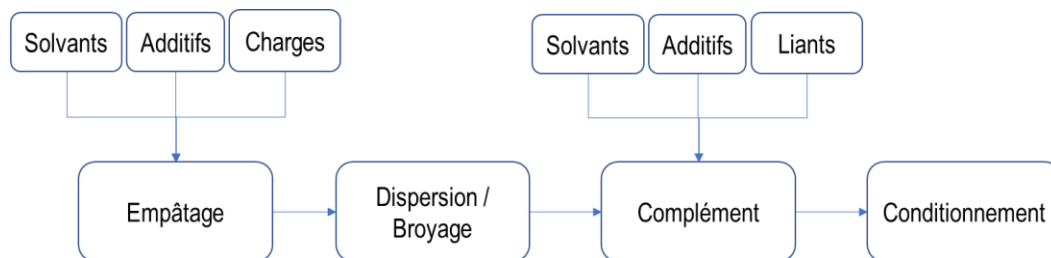 Solvants
Additifs
Charges
Solvants
Additifs
Liants
Empâtage
Dispersion /
Broyage
Complément
Conditionnement